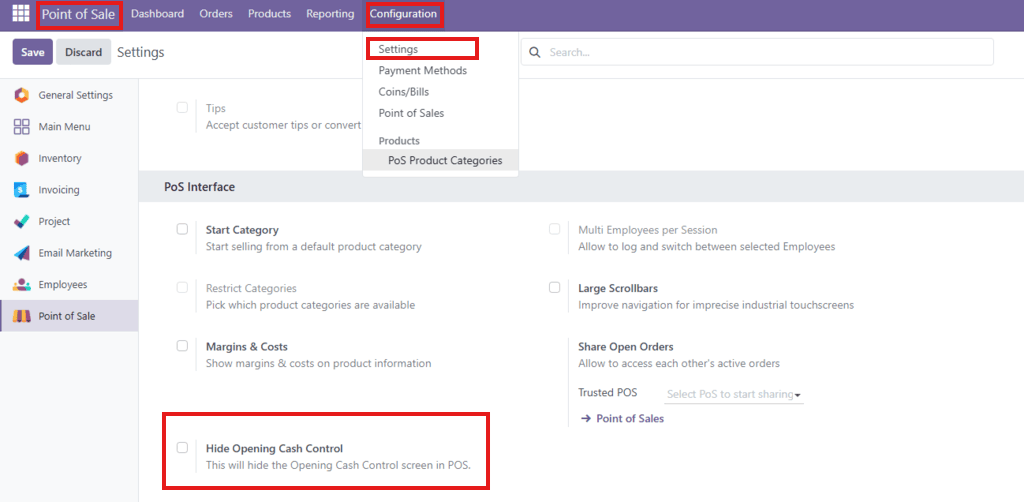 Point of Sale Dashboard Orders Products Reporting Configuration
Save Discard Settings
Search...
Settings
Payment Methods
Coins/Bills
Point of Sales
Products
PoS Product Categories
General Settings
Main Menu
Inventory
Invoicing
Project
Email Marketing
Employees
Point of Sale
Tips
Accept customer tips or convert
PoS Interface
Start Category
Start selling from a default product category
Multi Employees per Session
Allow to log and switch between selected Employees
Restrict Categories
Pick which product categories are available
Large Scrollbars
Improve navigation for imprecise industrial touchscreens
Margins & Costs
Show margins & costs on product information
Share Open Orders
Allow to access each other's active orders
Trusted POS Select PoS to start sharing
Point of Sales
Hide Opening Cash Control
This will hide the Opening Cash Control screen in POS.